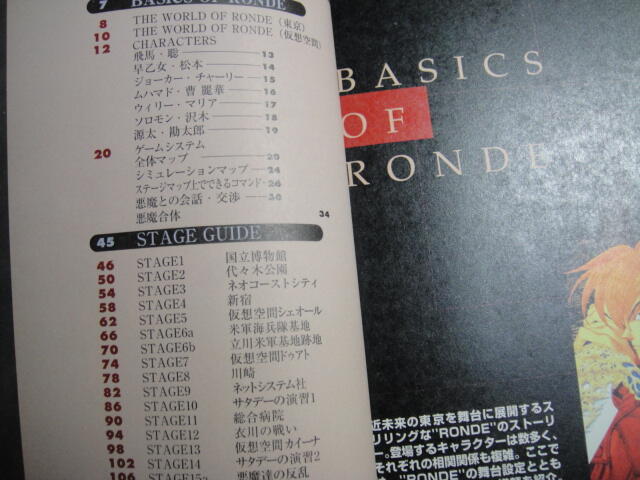 7 BASICS OF RONDE
8 THE WORLD OF RONDE（東京）
10 THE WORLD OF RONDE（仮想空間）
12 CHARACTERS
飛馬・聡 13
早乙女・松本 14
ジョーカー・チャーリー 15
ムハマド・曹 麗華 16
ウィリー・マリア 17
ソロモン・沢木 18
源太・勘太郎 19
20 ゲームシステム
全体マップ 20
シミュレーションマップ 24
ステージマップ上でできるコマンド・26
悪魔との会話・交渉 30
悪魔合体 34
45 STAGE GUIDE
46 STAGE1 国立博物館
50 STAGE2 代々木公園
54 STAGE3 ネオコーストシティ
58 STAGE4 新宿
62 STAGE5 仮想空間シェオール
66 STAGE6a 米軍海兵隊基地
70 STAGE6b 立川米軍基地跡地
74 STAGE7 仮想空間ドゥアト
78 STAGE8 川崎
82 STAGE9 ネットシステム社
86 STAGE10 サタデーの演習1
90 STAGE11 総合病院
94 STAGE12 衣川の戦い
98 STAGE13 仮想空間カイーナ
102 STAGE14 サタデーの演習2
106 STAGE15a 悪魔達の反乱
BASICS
OF
RONDE
近未来の東京を舞台に展開するス
リリングな"RONDE"のストーリ
ー。登場するキャラクターは数多く、
それぞれの相関関係も複雑。ここで
"RONDE"の舞台設定ととも